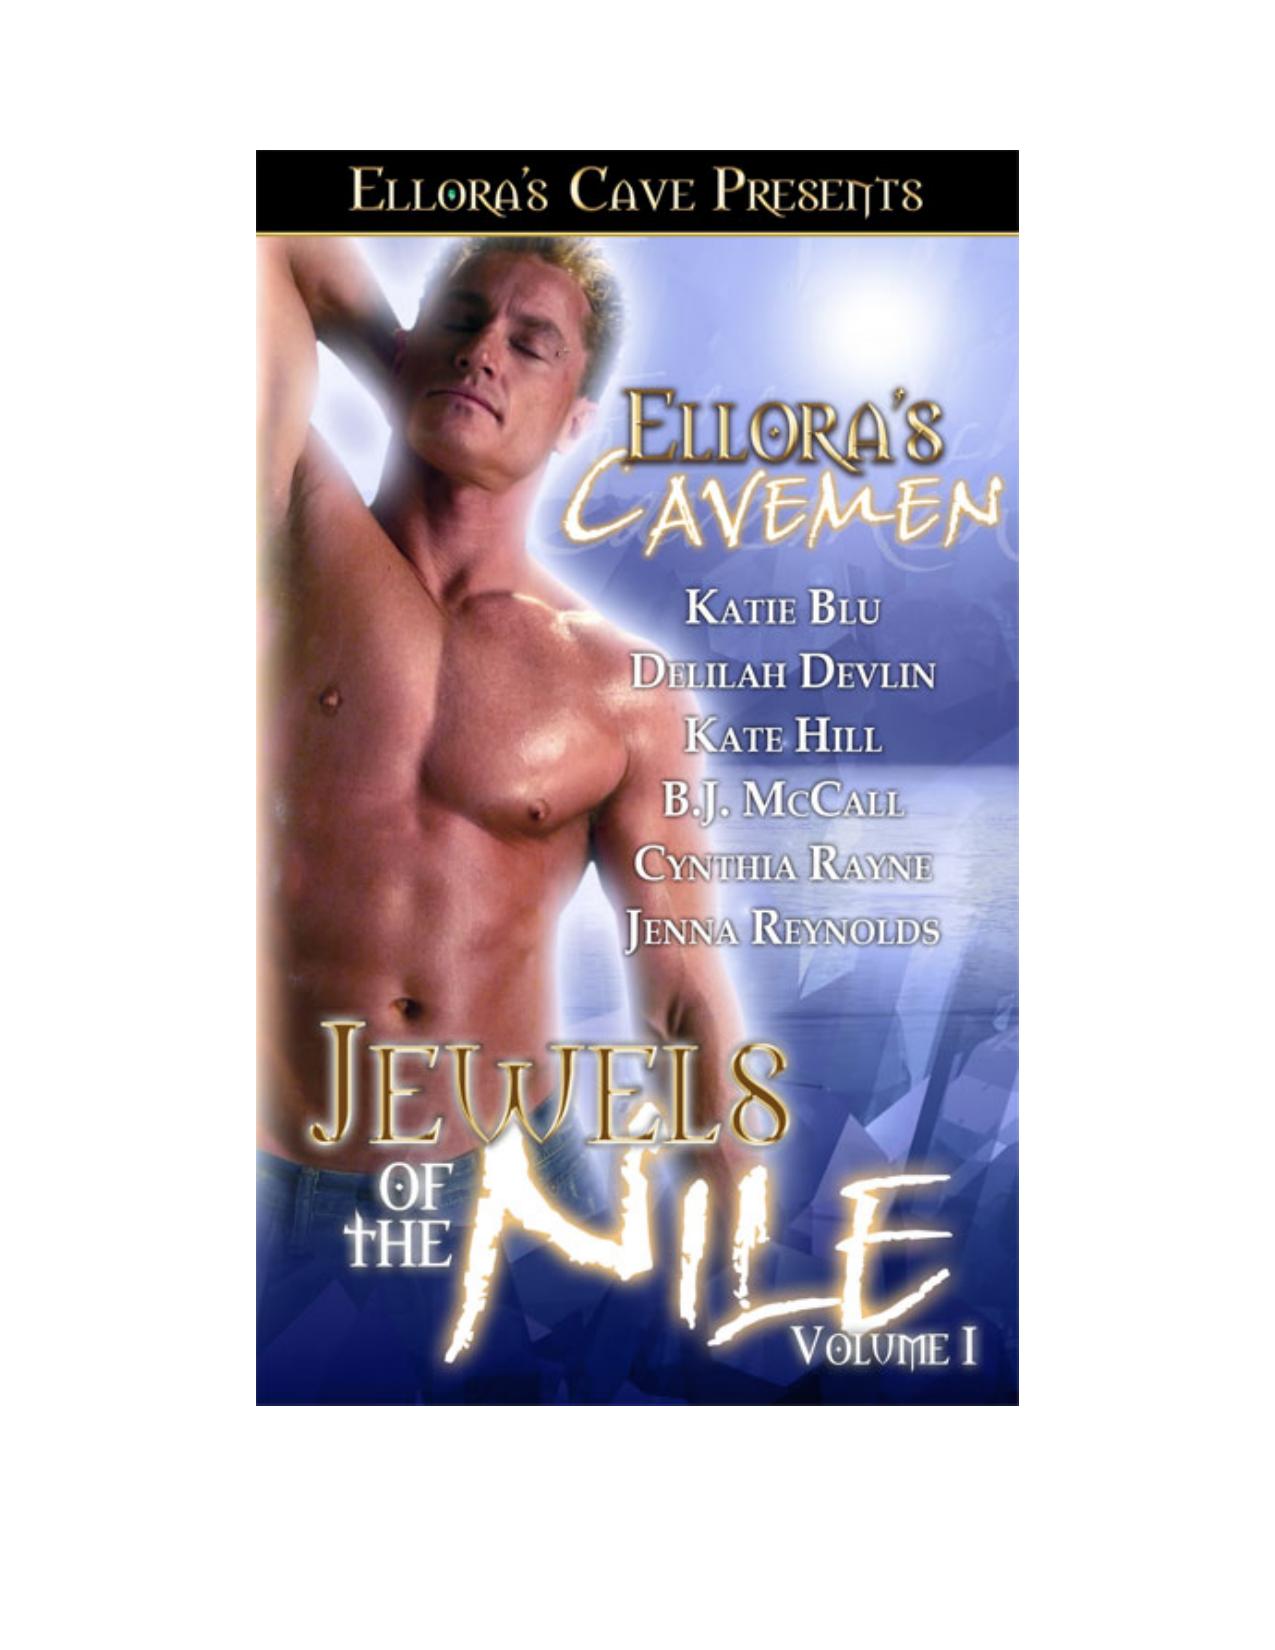 ELLORA'S CAVE PRESENTS
ELLORA'S
CAVEMEN
KATIE BLU
DELILAH DEVLIN
KATE HILL
B.J. MCCALL
CYNTHIA RAYNE
JENNA REYNOLDS
JEWELS
OF
THE
NILE
VOLUME I